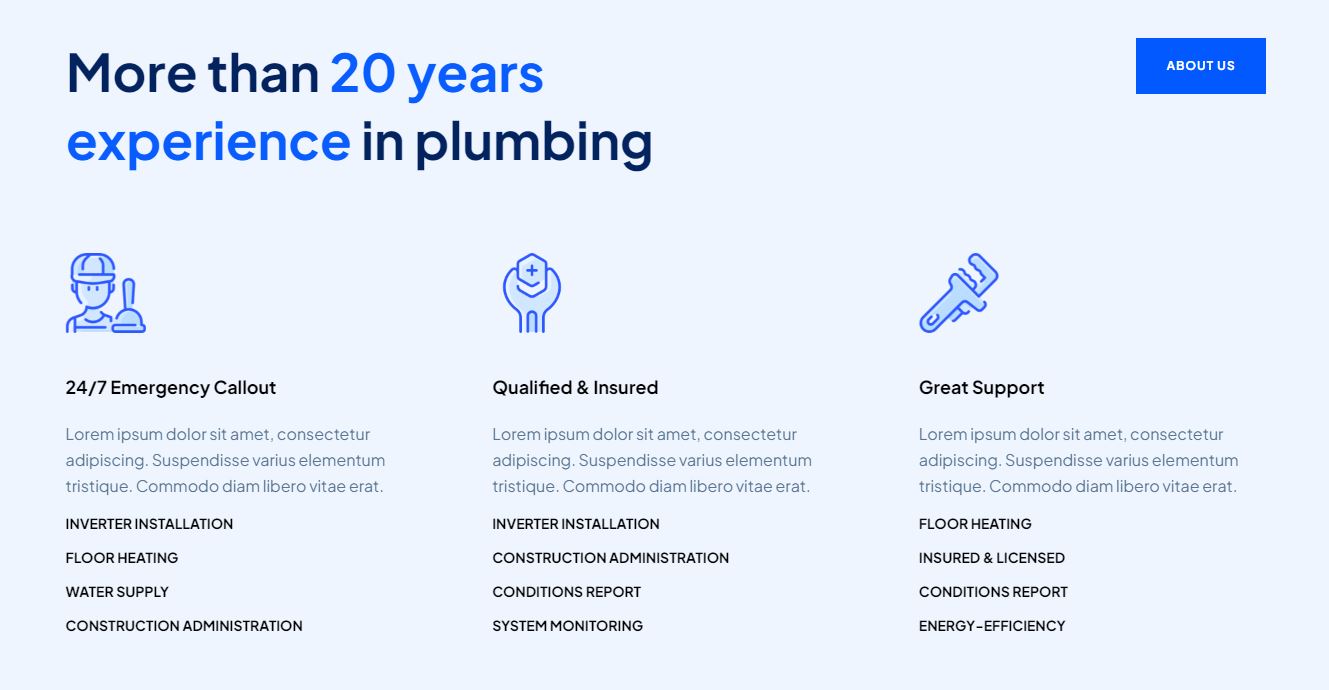 More than 20 years
experience in plumbing
ABOUT US
24/7 Emergency Callout
Lorem ipsum dolor sit amet, consectetur
adipiscing. Suspendisse varius elementum
tristique. Commodo diam libero vitae erat.
INVERTER INSTALLATION
FLOOR HEATING
WATER SUPPLY
CONSTRUCTION ADMINISTRATION
Qualified & Insured
Lorem ipsum dolor sit amet, consectetur
adipiscing. Suspendisse varius elementum
tristique. Commodo diam libero vitae erat.
INVERTER INSTALLATION
CONSTRUCTION ADMINISTRATION
CONDITIONS REPORT
SYSTEM MONITORING
Great Support
Lorem ipsum dolor sit amet, consectetur
adipiscing. Suspendisse varius elementum
tristique. Commodo diam libero vitae erat.
FLOOR HEATING
INSURED & LICENSED
CONDITIONS REPORT
ENERGY-EFFICIENCY